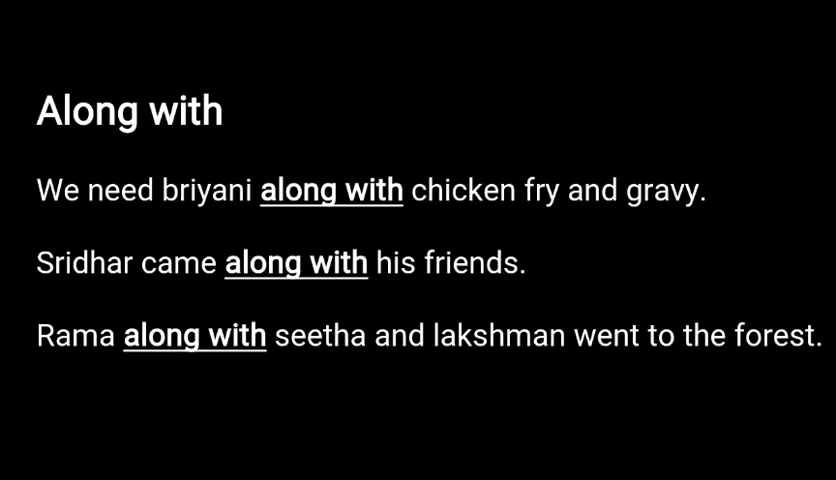 Along with
We need briyani along with chicken fry and gravy.
Sridhar came along with his friends.
Rama along with seetha and lakshman went to the forest.